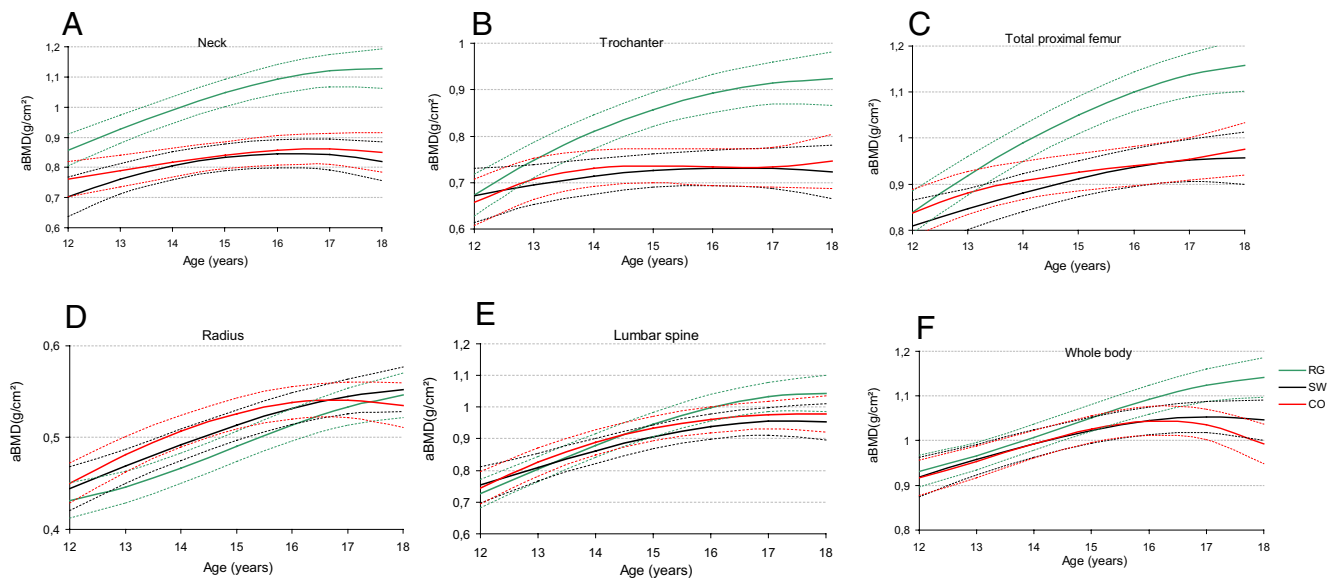 A
Neck
aBMD(g/cm²)
1,2
1,1
1
0,9
0,8
0,7
0,6
12 13 14 15 16 17 18
Age (years)
B
Trochanter
aBMD(g/cm²)
1
0,9
0,8
0,7
0,6
12 13 14 15 16 17 18
Age (years)
C
Total proximal femur
aBMD(g/cm²)
1,2
1,1
1
0,9
0,8
12 13 14 15 16 17 18
Age (years)
D
Radius
aBMD(g/cm²)
0,6
0,5
0,4
12 13 14 15 16 17 18
Age (years)
E
Lumbar spine
aBMD(g/cm²)
1,2
1,1
1,0
0,9
0,8
0,7
0,6
12 13 14 15 16 17 18
Age (years)
F
Whole body
aBMD(g/cm²)
1,2
1,1
1,0
0,9
0,8
12 13 14 15 16 17 18
Age (years)
RG
SW
CO